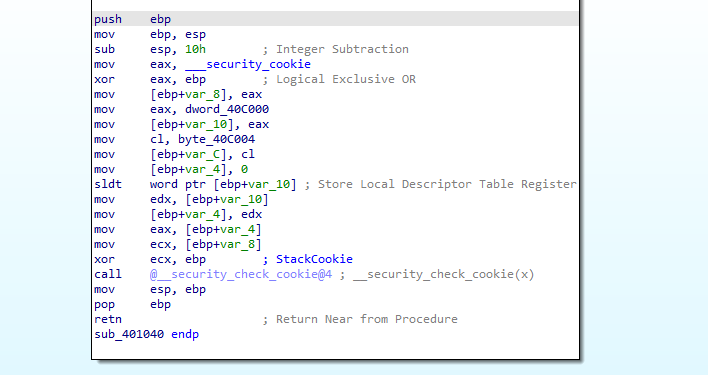 push    ebp
mov     ebp, esp
sub     esp, 10h        ; Integer Subtraction
mov     eax, ___security_cookie
xor     eax, ebp        ; Logical Exclusive OR
mov     [ebp+var_8], eax
mov     eax, dword_40C000
mov     [ebp+var_10], eax
mov     cl, byte_40C004
mov     [ebp+var_C], cl
mov     [ebp+var_4], 0
sldt    word ptr [ebp+var_10] ; Store Local Descriptor Table Register
mov     edx, [ebp+var_10]
mov     [ebp+var_4], edx
mov     eax, [ebp+var_4]
mov     ecx, [ebp+var_8]
xor     ecx, ebp        ; StackCookie
call    @__security_check_cookie@4 ; __security_check_cookie(x)
mov     esp, ebp
pop     ebp
retn                    ; Return Near from Procedure
sub_401040 endp